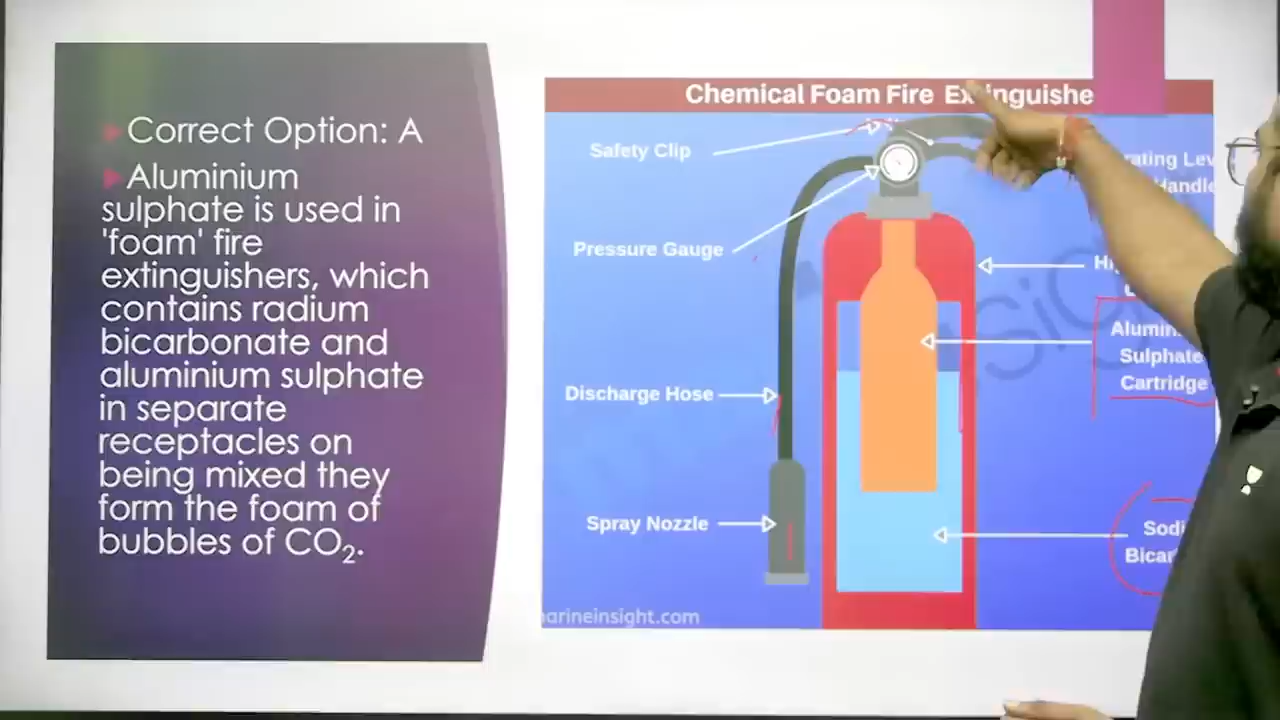 Correct Option: A
Aluminium
sulphate is used in
'foam' fire
extinguishers, which
contains radium
bicarbonate and
aluminium sulphate
in separate
receptacles on
being mixed they
form the foam of
bubbles of CO₂.
Chemical Foam Fire
Safety Clip
Pressure Gauge
Sulphate
Cartridge
Discharge Hose
Spray Nozzle
arineinsight.com